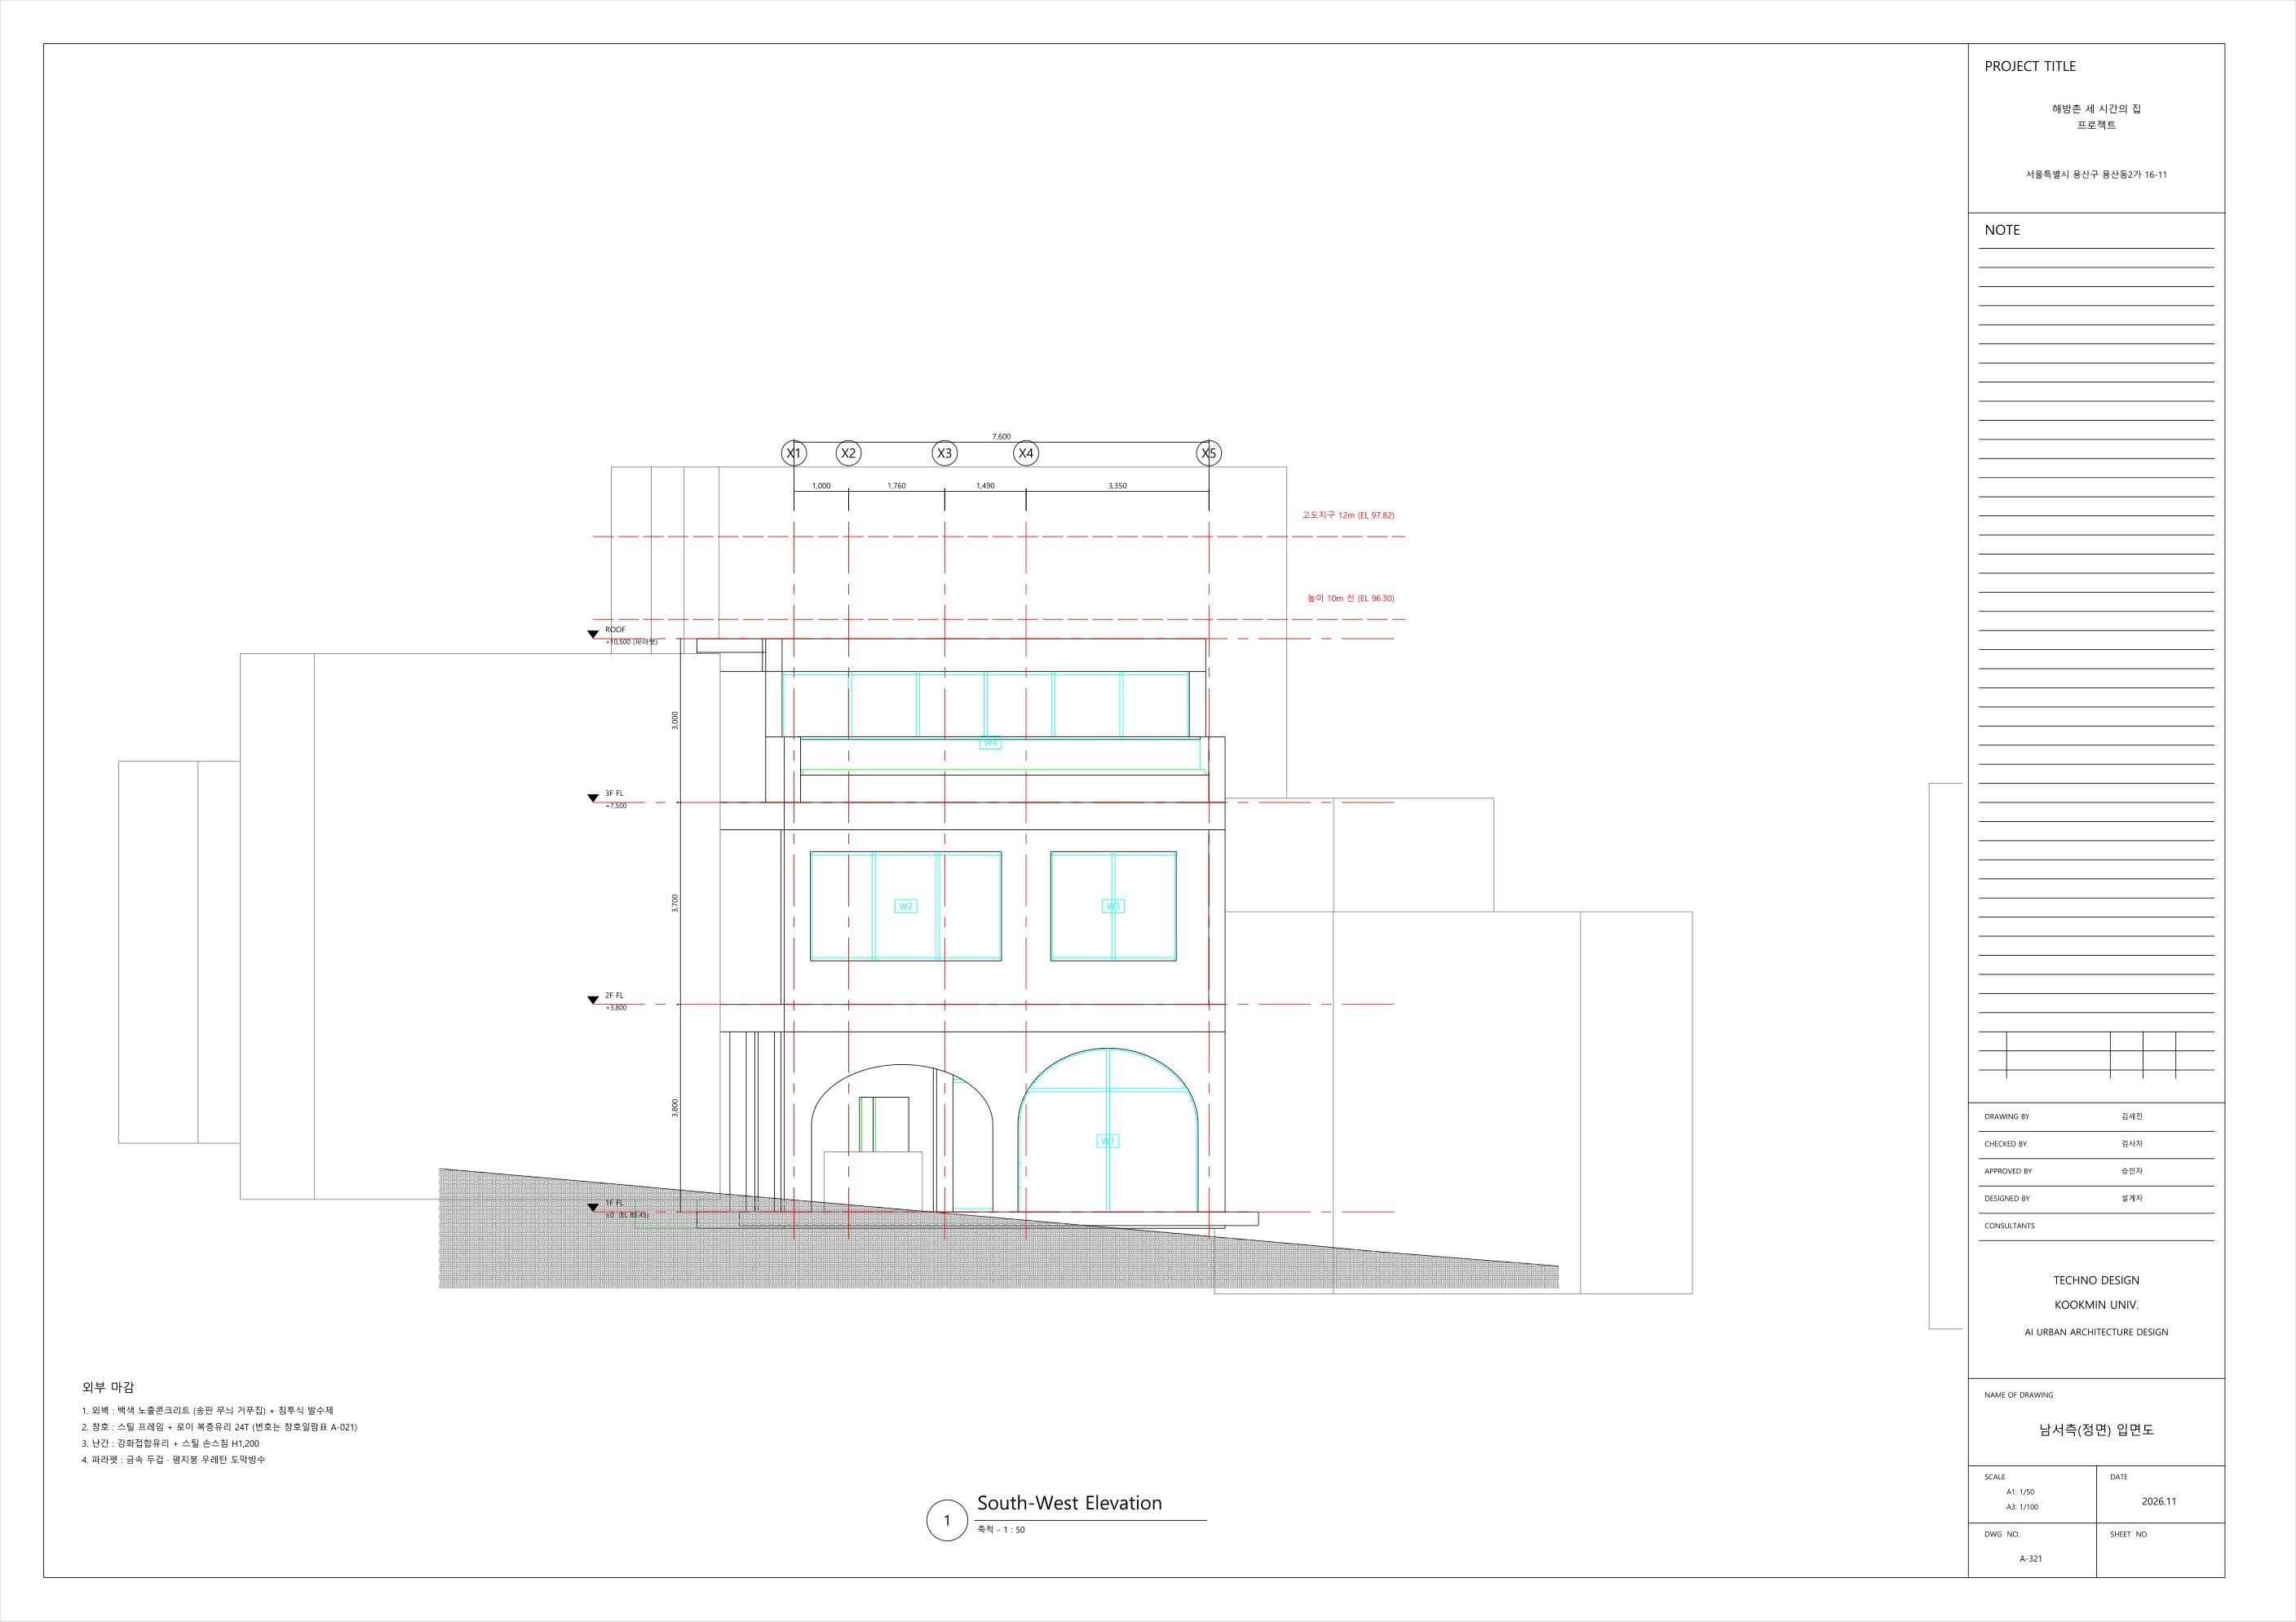 PROJECT TITLE
해방촌 세 시간의 집
프로젝트
서울특별시 용산구 용산동2가 16-11
NOTE
7,600
X1
X2
X3
X4
X5
1,000
1,760
1,490
3,350
고도지구 12m (EL 97.82)
높이 10m 선 (EL 96.30)
ROOF
+10,500 (파라펫)
3,000
W4
3F FL
+7,500
3,700
W2
W3
2F FL
+3,800
3,800
W1
1F FL
±0 (EL 85.45)
DRAWING BY 김세진
CHECKED BY 검사자
APPROVED BY 승인자
DESIGNED BY 설계자
CONSULTANTS
TECHNO DESIGN
KOOKMIN UNIV.
AI URBAN ARCHITECTURE DESIGN
외부 마감
1. 외벽 : 백색 노출콘크리트 (송판 무늬 거푸집) + 침투식 발수제
2. 창호 : 스틸 프레임 + 로이 복층유리 24T (번호는 창호일람표 A-021)
3. 난간 : 강화접합유리 + 스틸 손스침 H1,200
4. 파라펫 : 금속 두겁 · 평지붕 우레탄 도막방수
1
South-West Elevation
축척 - 1 : 50
NAME OF DRAWING
남서측(정면) 입면도
SCALE
A1: 1/50
A3: 1/100
DATE
2026.11
DWG NO.
A-321
SHEET NO.